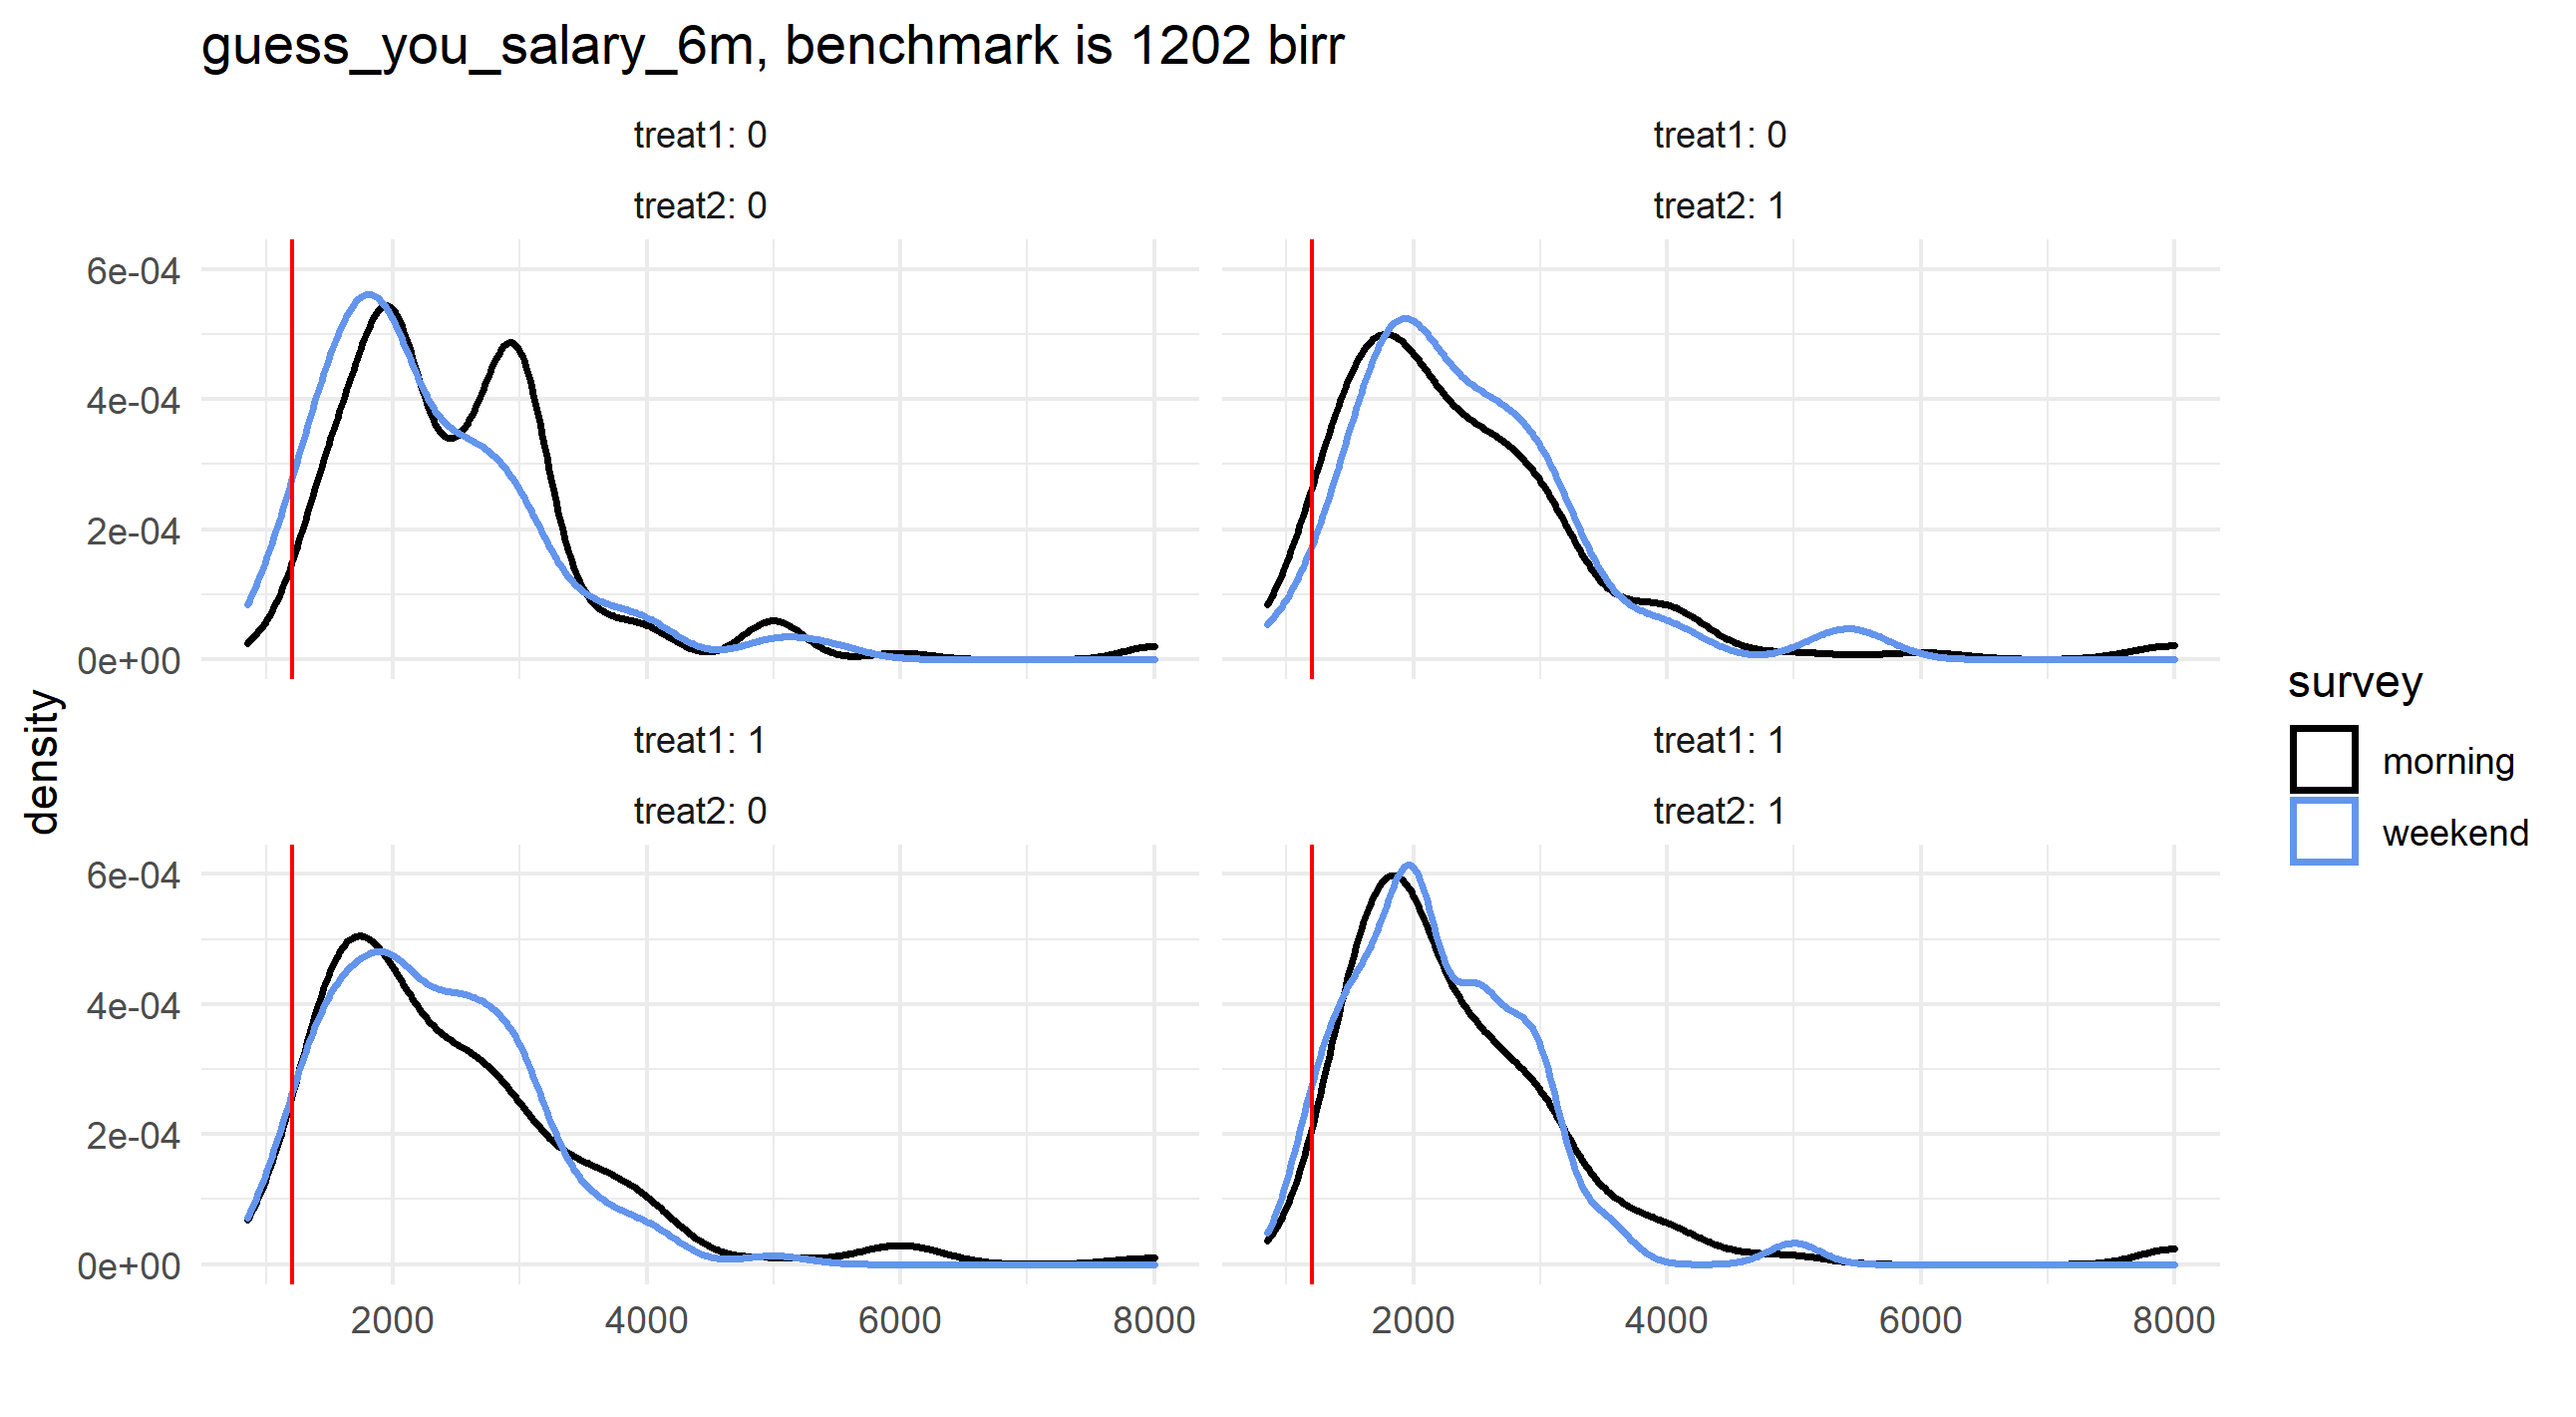 guess_you_salary_6m, benchmark is 1202 birr
treat1: 0
treat2: 0
treat1: 0
treat2: 1
6e-04
4e-04
2e-04
0e+00
treat1: 1
treat2: 0
treat1: 1
treat2: 1
6e-04
4e-04
2e-04
0e+00
2000 4000 6000 8000
2000 4000 6000 8000
density
survey
morning
weekend